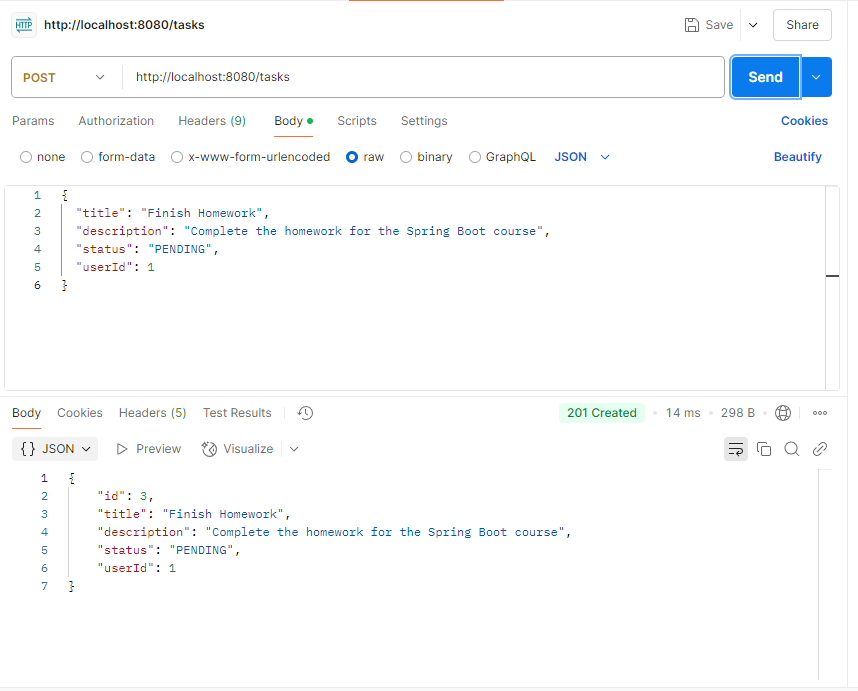 HTTP http://localhost:8080/tasks Save Share
POST http://localhost:8080/tasks Send
Params Authorization Headers (9) Body Scripts Settings Cookies
none form-data x-www-form-urlencoded raw binary GraphQL JSON Beautify
1 {
2 "title": "Finish Homework",
3 "description": "Complete the homework for the Spring Boot course",
4 "status": "PENDING",
5 "userId": 1
6 }
Body Cookies Headers (5) Test Results 201 Created 14 ms 298 B
{} JSON Preview Visualize
1 {
2 "id": 3,
3 "title": "Finish Homework",
4 "description": "Complete the homework for the Spring Boot course",
5 "status": "PENDING",
6 "userId": 1
7 }